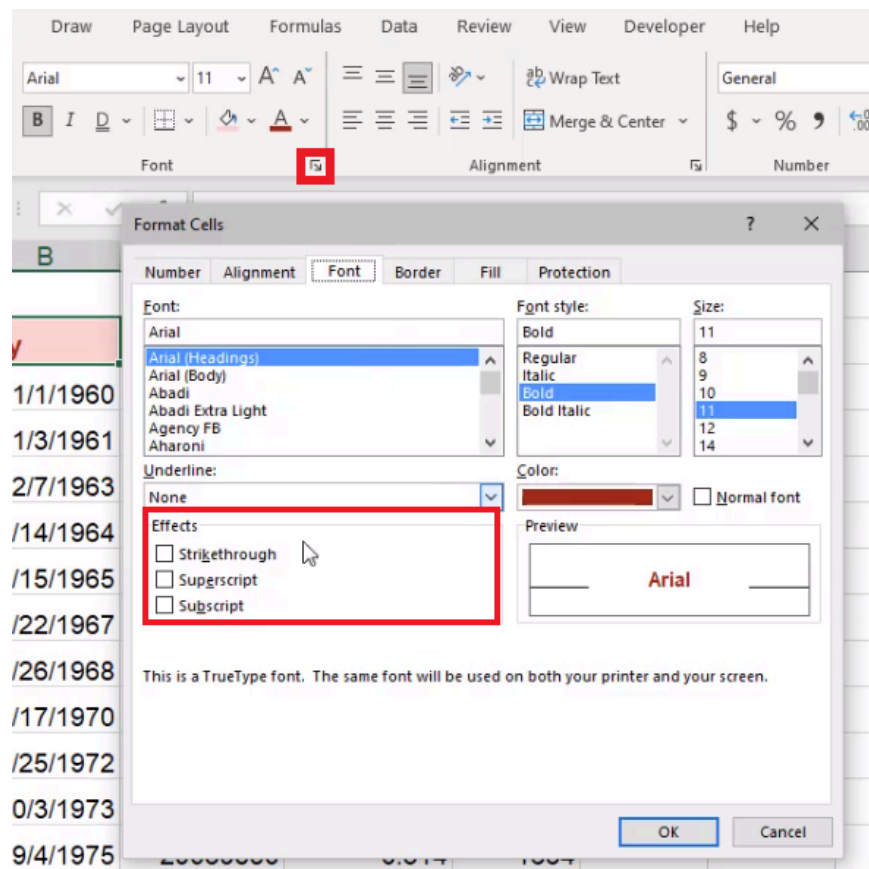 Draw Page Layout Formulas Data Review View Developer Help
Arial 11 A A ab Wrap Text General
B I D A Merge & Center $ % 9 .00
Font Alignment Number
Format Cells ?
B
Number Alignment Font Border Fill Protection
Font: Font style: Size:
Arial Bold 11
y Arial (Headings) Regular 8
Arial (Body) Italic 9
1/1/1960 Abadi Bold 10
Abadi Extra Light Bold Italic 11
Agency FB 12
1/3/1961 Aharoni 14
Underline: Color:
2/7/1963 None Normal font
Effects Preview
/14/1964 Strikethrough
/15/1965 Superscript Arial
Subscript
/22/1967
/26/1968 This is a TrueType font. The same font will be used on both your printer and your screen.
/17/1970
/25/1972
0/3/1973
OK Cancel
9/4/1975